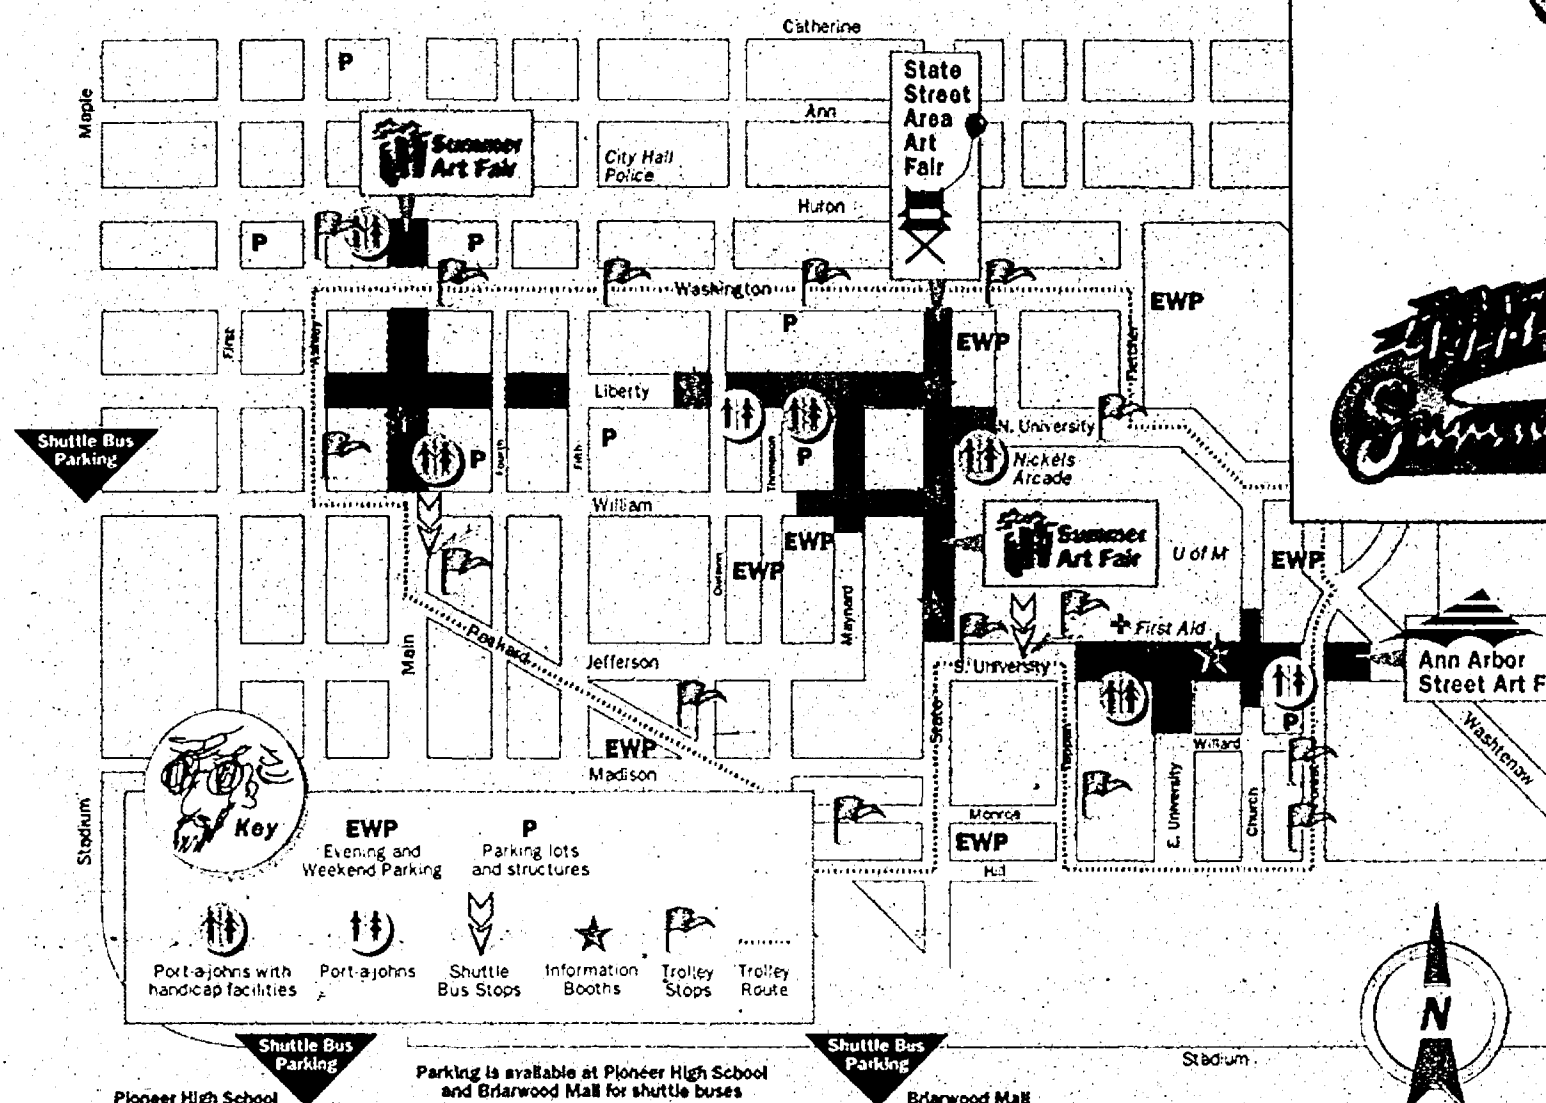 Catherine
P
Maple
State
Street
Area
Art
Fair
Ann
Summer
Art Fair
City Hall
Police
Huron
P
P
Washington
EWP
First
Ashley
P
EWP
Fletcher
Liberty
N. University
Shuttle Bus
Parking
P
Fourth
Fifth
P
Thompson
P
Nickels
Arcade
William
EWP
EWP
Summer
Art Fair
U of M
EWP
Division
Maynard
Main
Packard
First Aid
Jefferson
S. University
Ann Arbor
Street Art F
State
Tappan
P
Willard
Washtenaw
EWP
Madison
Stadium
Forest
E. University
Church
Monroe
EWP
Hill
Key
EWP
Evening and
Weekend Parking
P
Parking lots
and structures
Port-a-johns with
handicap facilities
Port-a-johns
Shuttle
Bus Stops
Information
Booths
Trolley
Stops
Trolley
Route
N
Shuttle Bus
Parking
Pioneer High School
Parking is available at Pioneer High School
and Briarwood Mall for shuttle buses
Shuttle Bus
Parking
Briarwood Mall
Stadium